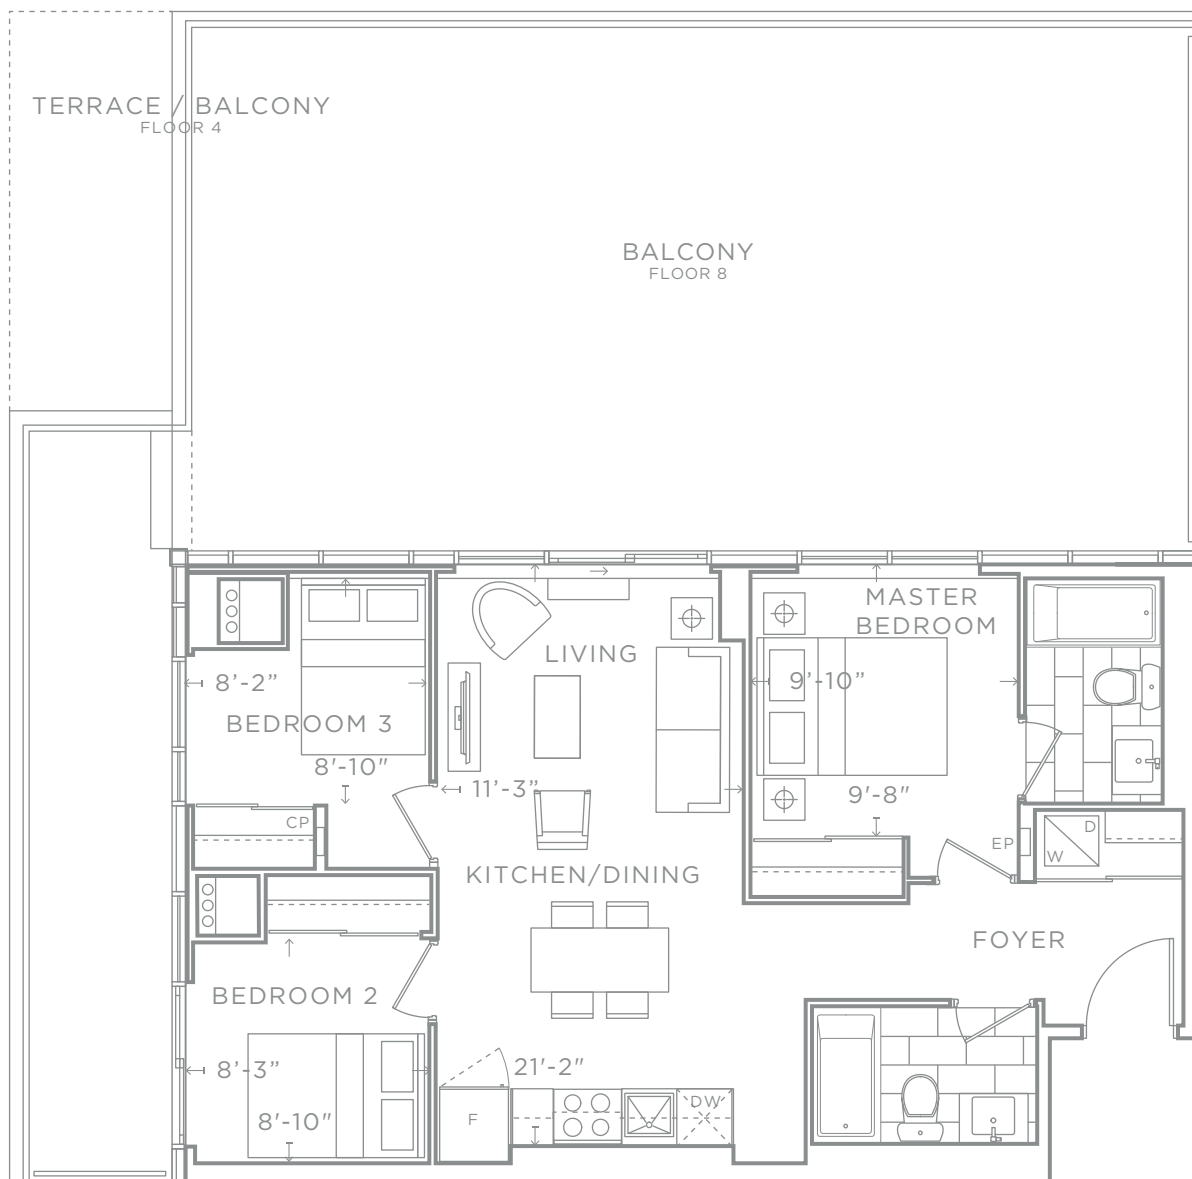 TERRACE / BALCONY
FLOOR 4
BALCONY
FLOOR 8
MASTER
BEDROOM
LIVING
8'-2"
9'-10"
BEDROOM 3
8'-10"
11'-3"
9'-8"
CP
D
W
EP
KITCHEN/DINING
FOYER
BEDROOM 2
21'-2"
8'-3"
DW
F
8'-10"